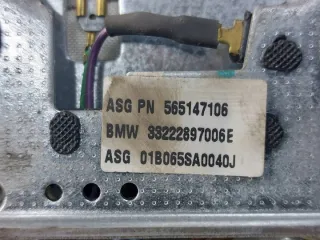 ASG PN 565147106
BMW 33222897006E
ASG 01B065SA0040J